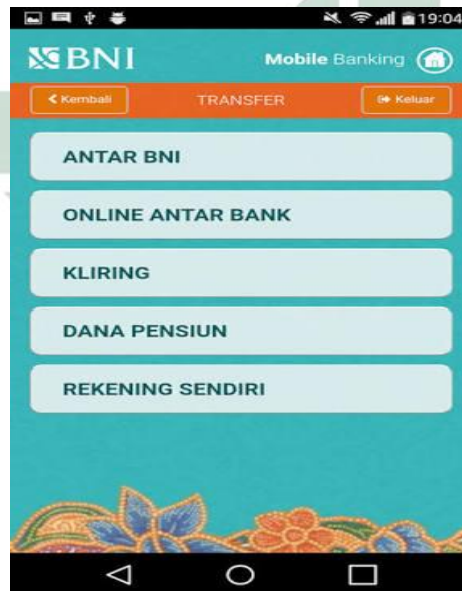 19:04
BNI
Mobile Banking
Kembali
TRANSFER
Keluar
ANTAR BNI
ONLINE ANTAR BANK
KLIRING
DANA PENSIUN
REKENING SENDIRI